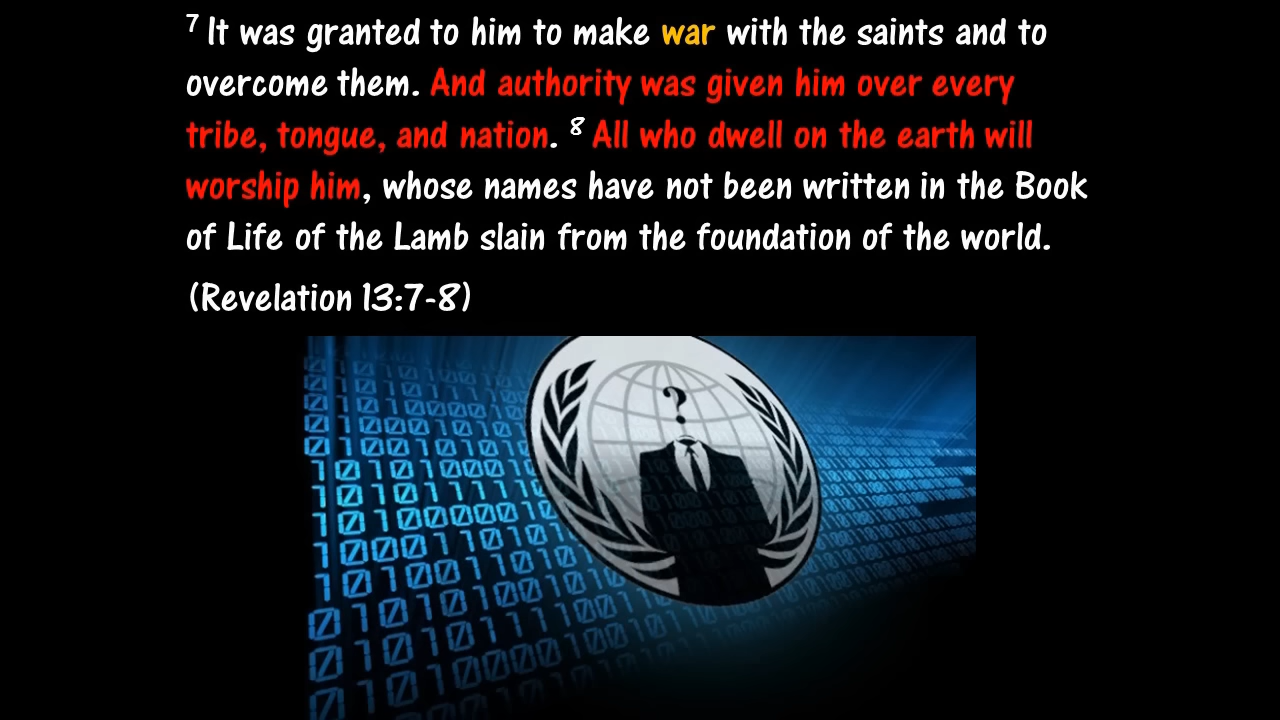 7 It was granted to him to make war with the saints and to
overcome them. And authority was given him over every
tribe, tongue, and nation. 8 All who dwell on the earth will
worship him, whose names have not been written in the Book
of Life of the Lamb slain from the foundation of the world.
(Revelation 13:7-8)
?